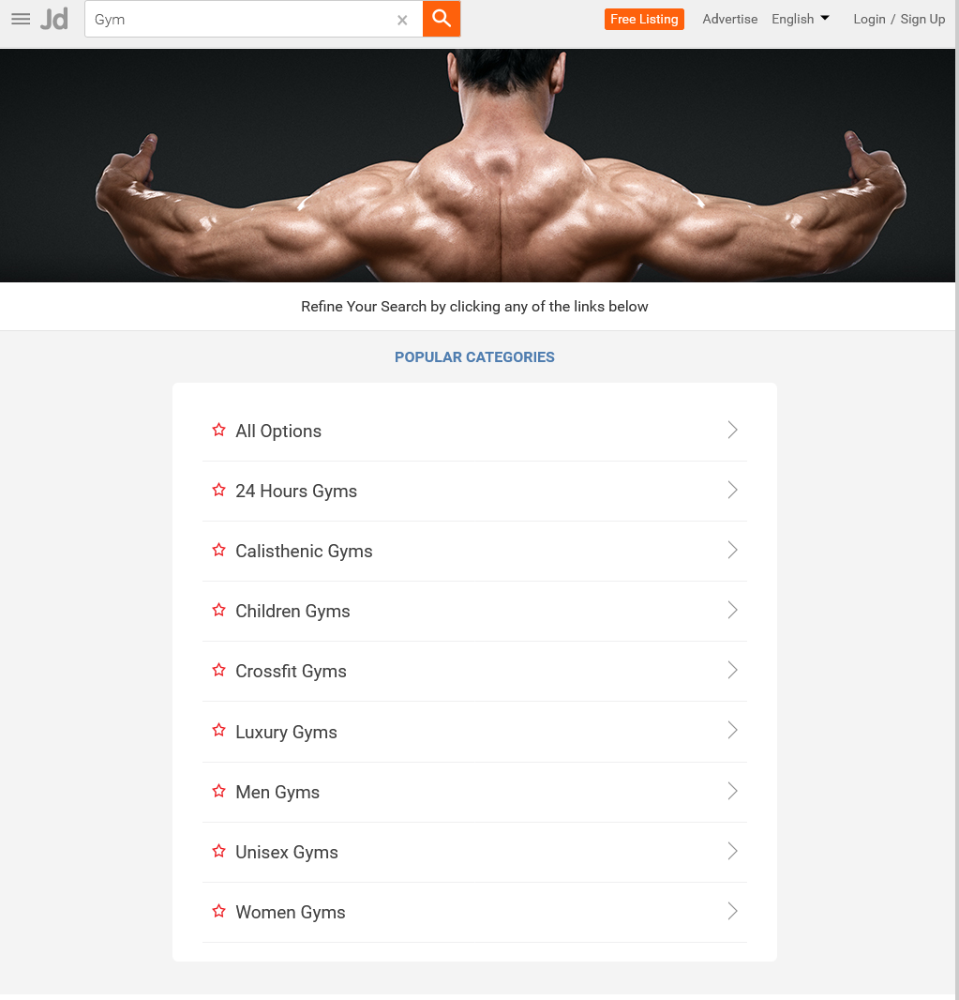 Jd
Gym
Free Listing
Advertise
English
Login / Sign Up
Refine Your Search by clicking any of the links below
POPULAR CATEGORIES
All Options
24 Hours Gyms
Calisthenic Gyms
Children Gyms
Crossfit Gyms
Luxury Gyms
Men Gyms
Unisex Gyms
Women Gyms